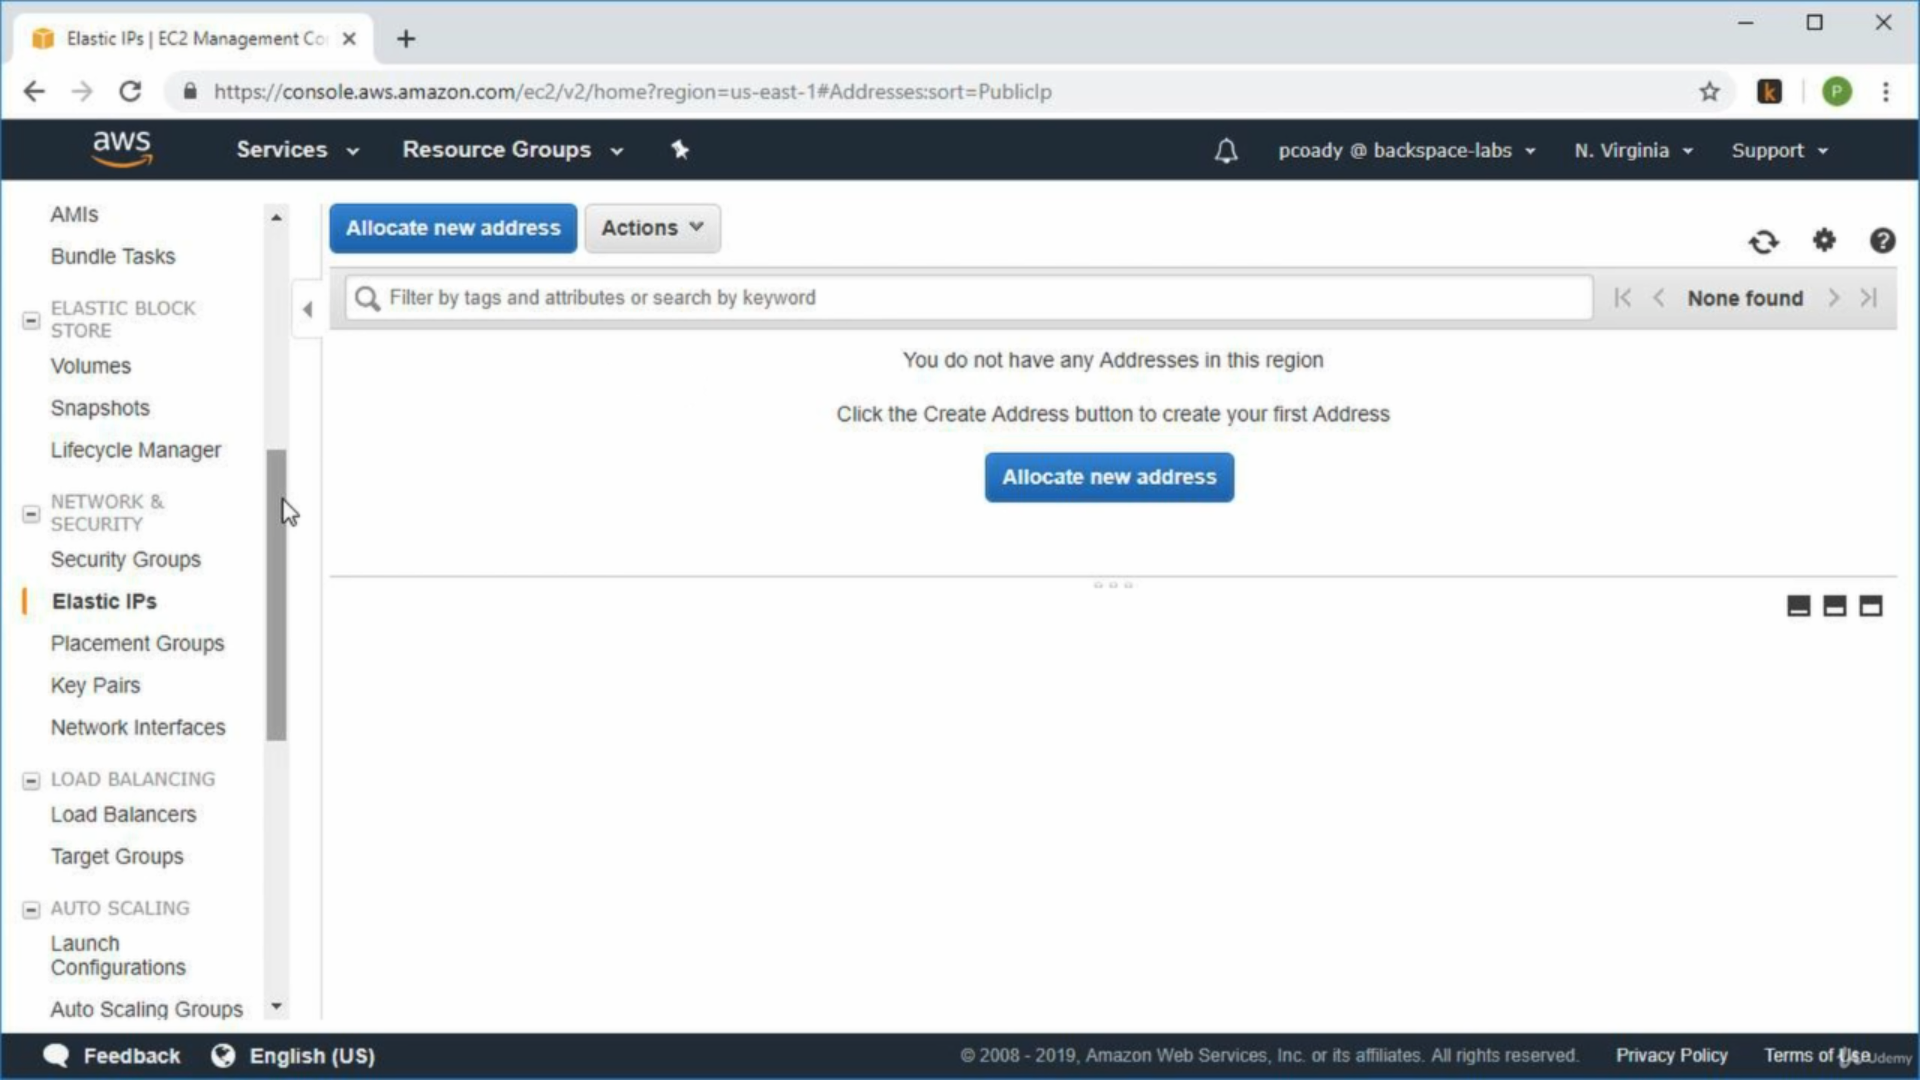 Elastic IPs | EC2 Management Co
https://console.aws.amazon.com/ec2/v2/home?region=us-east-1#Addresses:sort=PublicIp
k
P
aws
Services
Resource Groups
pcoady @ backspace-labs
N. Virginia
Support
AMIs
Bundle Tasks
ELASTIC BLOCK
STORE
Volumes
Snapshots
Lifecycle Manager
NETWORK &
SECURITY
Security Groups
Elastic IPs
Placement Groups
Key Pairs
Network Interfaces
LOAD BALANCING
Load Balancers
Target Groups
AUTO SCALING
Launch
Configurations
Auto Scaling Groups
Allocate new address
Actions
Filter by tags and attributes or search by keyword
None found
You do not have any Addresses in this region
Click the Create Address button to create your first Address
Allocate new address
Feedback
English (US)
© 2008 - 2019, Amazon Web Services, Inc. or its affiliates. All rights reserved.
Privacy Policy
Terms of Use
Udemy